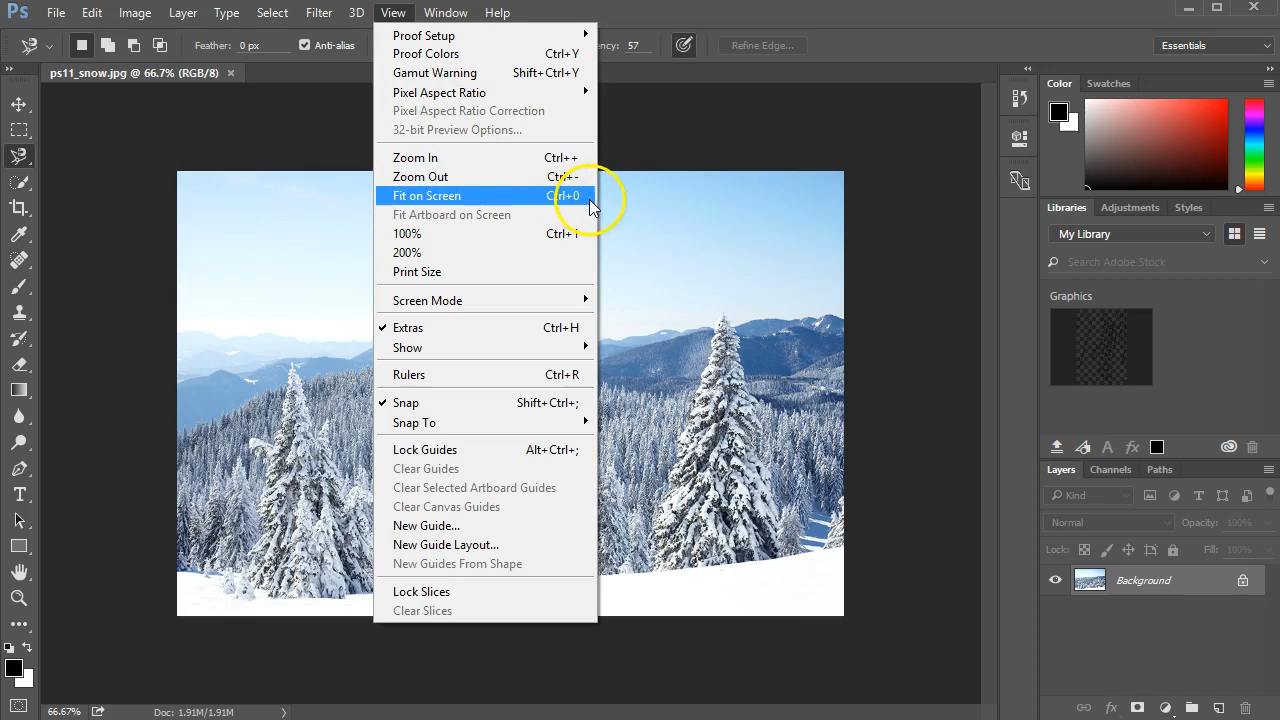 Ps File Edit Image Layer Type Select Filter 3D View Window Help
Feather: 0 px Anti-alias 57 Refine Edge... Essentials
ps11_snow.jpg @ 66.7% (RGB/8) ×
Proof Setup
Proof Colors Ctrl+Y
Gamut Warning Shift+Ctrl+Y
Pixel Aspect Ratio
Pixel Aspect Ratio Correction
32-bit Preview Options...
Zoom In Ctrl++
Zoom Out Ctrl+-
Fit on Screen Ctrl+0
Fit Artboard on Screen
100% Ctrl+1
200%
Print Size
Screen Mode
Extras Ctrl+H
Show
Rulers Ctrl+R
Snap Shift+Ctrl+;
Snap To
Lock Guides Alt+Ctrl+;
Clear Guides
Clear Selected Artboard Guides
Clear Canvas Guides
New Guide...
New Guide Layout...
New Guides From Shape
Lock Slices
Clear Slices
Color Swatches
Libraries Adjustments Styles
My Library
Search Adobe Stock
Graphics
Layers Channels Paths
Kind
Normal Opacity: 100%
Lock: Fill: 100%
Background
66.67% Doc: 1.91M/1.91M